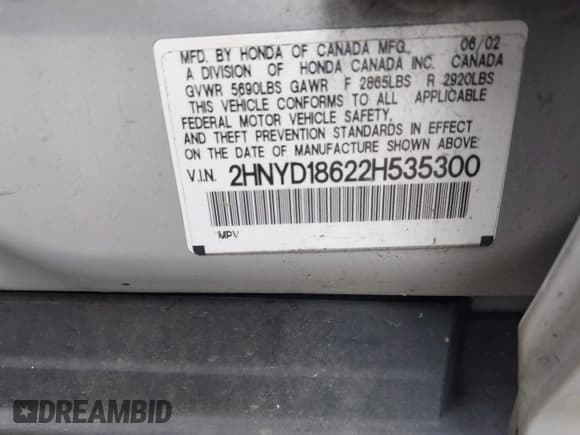 MFD. BY HONDA OF CANADA MFG., 06/02
A DIVISION OF HONDA CANADA INC. CANADA
GVWR 5690LBS GAWR F 2865LBS R 2920LBS
THIS VEHICLE CONFORMS TO ALL APPLICABLE
FEDERAL MOTOR VEHICLE SAFETY,
AND THEFT PREVENTION STANDARDS IN EFFECT
ON THE DATE OF MANUFACTURE SHOWN ABOVE:
V.I.N. 2HNYD18622H535300
MPV
DREAMBID